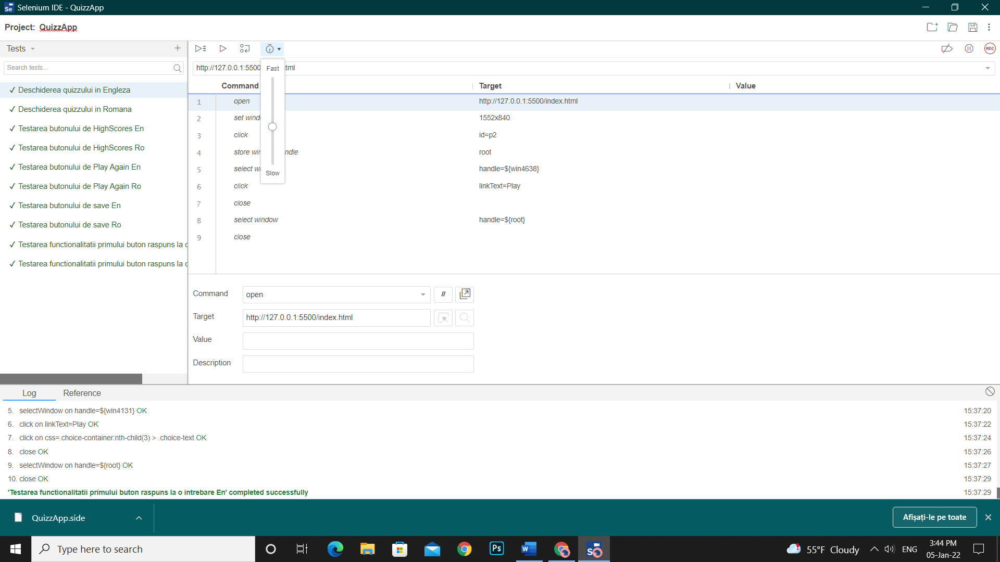 Selenium IDE - QuizzApp
Project: QuizzApp
Tests
REC
Search tests...
http://127.0.0.1:5500 tml
Fast
Slow
Command Target Value
✓ Deschiderea quizzului in Engleza
✓ Deschiderea quizzului in Romana
✓ Testarea butonului de HighScores En
✓ Testarea butonului de HighScores Ro
✓ Testarea butonului de Play Again En
✓ Testarea butonului de Play Again Ro
✓ Testarea butonului de save En
✓ Testarea butonului de save Ro
✓ Testarea functionalitatii primului buton raspuns la
✓ Testarea functionalitatii primului buton raspuns la
1 open http://127.0.0.1:5500/index.html
2 set wind 1552x840
3 click id=p2
4 store wi ndle root
5 select w handle=${win4638}
6 click linkText=Play
7 close
8 select window handle=${root}
9 close
Command open //
Target http://127.0.0.1:5500/index.html
Value
Description
Log Reference
5. selectWindow on handle=${win4131} OK 15:37:20
6. click on linkText=Play OK 15:37:22
7. click on css=.choice-container:nth-child(3) > .choice-text OK 15:37:24
8. close OK 15:37:26
9. selectWindow on handle=${root} OK 15:37:27
10. close OK 15:37:29
'Testarea functionalitatii primului buton raspuns la o intrebare En' completed successfully 15:37:29
QuizzApp.side
Afișați-le pe toate
Type here to search
Ps
55°F Cloudy
ENG
3:44 PM
05-Jan-22